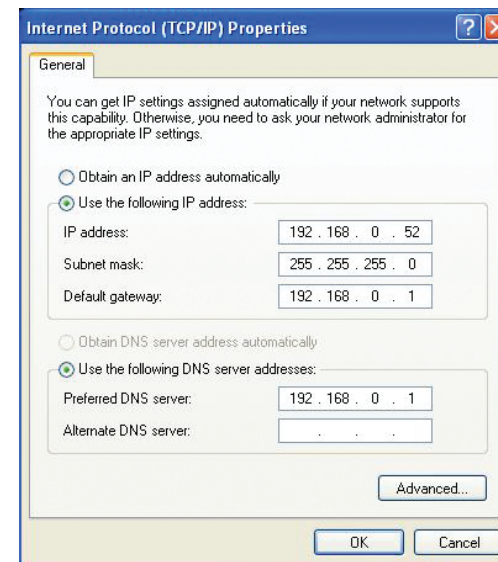 Internet Protocol (TCP/IP) Properties
General
You can get IP settings assigned automatically if your network supports
this capability. Otherwise, you need to ask your network administrator for
the appropriate IP settings.
Obtain an IP address automatically
Use the following IP address:
IP address: 192 . 168 . 0 . 52
Subnet mask: 255 . 255 . 255 . 0
Default gateway: 192 . 168 . 0 . 1
Obtain DNS server address automatically
Use the following DNS server addresses:
Preferred DNS server: 192 . 168 . 0 . 1
Alternate DNS server: . . .
Advanced...
OK Cancel